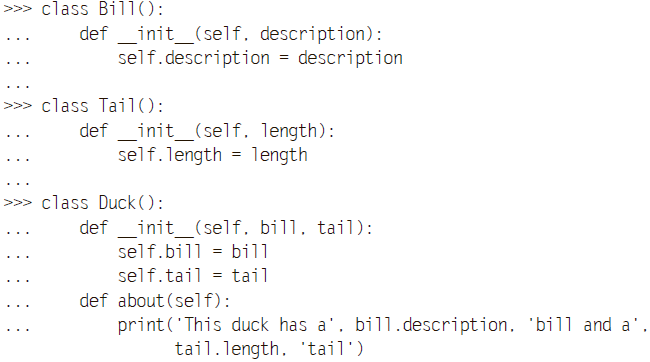 >>> class Bill():
...     def __init__(self, description):
...         self.description = description
...
>>> class Tail():
...     def __init__(self, length):
...         self.length = length
...
>>> class Duck():
...     def __init__(self, bill, tail):
...         self.bill = bill
...         self.tail = tail
...     def about(self):
...         print('This duck has a', bill.description, 'bill and a',
                  tail.length, 'tail')